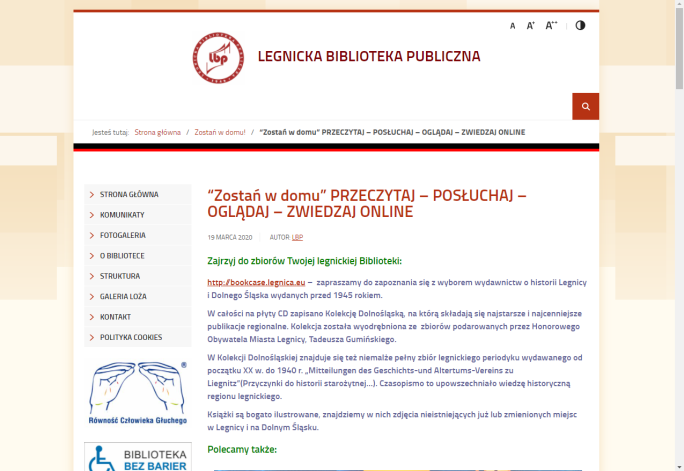 A A+ A++
lbp
LEGNICKA BIBLIOTEKA PUBLICZNA
Jesteś tutaj: Strona główna / Zostań w domu! / "Zostań w domu" PRZECZYTAJ – POSŁUCHAJ – OGLĄDAJ – ZWIEDZAJ ONLINE
STRONA GŁÓWNA
KOMUNIKATY
FOTOGALERIA
O BIBLIOTECE
STRUKTURA
GALERIA LOŻA
KONTAKT
POLITYKA COOKIES
Równość Człowieka Głuchego
BIBLIOTEKA
BEZ BARIER
"Zostań w domu" PRZECZYTAJ – POSŁUCHAJ –
OGLĄDAJ – ZWIEDZAJ ONLINE
19 MARCA 2020 AUTOR: LBP
Zajrzyj do zbiorów Twojej legnickiej Biblioteki:
http://bookcase.legnica.eu – zapraszamy do zapoznania się z wyborem wydawnictw o historii Legnicy
i Dolnego Śląska wydanych przed 1945 rokiem.
W całości na płyty CD zapisano Kolekcję Dolnośląską, na którą składają się najstarsze i najcenniejsze
publikacje regionalne. Kolekcja została wyodrębniona ze zbiorów podarowanych przez Honorowego
Obywatela Miasta Legnicy, Tadeusza Gumińskiego.
W Kolekcji Dolnośląskiej znajduje się też niemalże pełny zbiór legnickiego periodyku wydawanego od
początku XX w. do 1940 r. „Mitteilungen des Geschichts-und Altertums-Vereins zu
Liegnitz"(Przyczynki do historii starożytnej...). Czasopismo to upowszechniało wiedzę historyczną
regionu legnickiego.
Książki są bogato ilustrowane, znajdziemy w nich zdjęcia nieistniejących już lub zmienionych miejsc
w Legnicy i na Dolnym Śląsku.
Polecamy także: